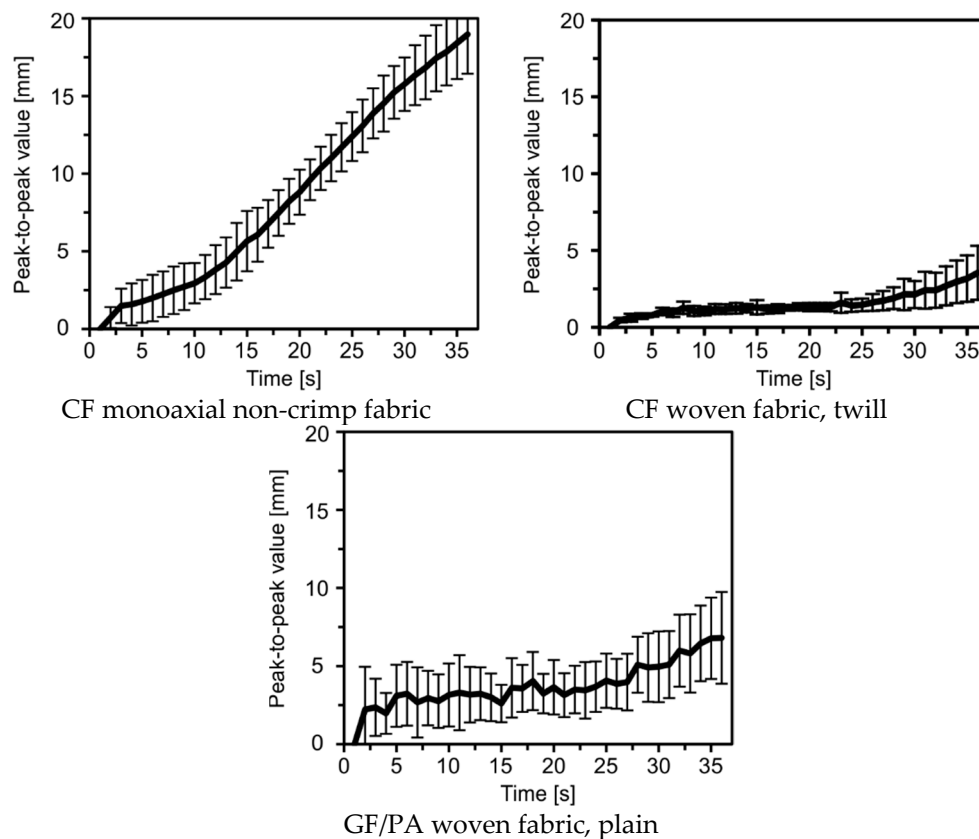 20
15
10
5
0
Peak-to-peak value [mm]
0 5 10 15 20 25 30 35
Time [s]
CF monoaxial non-crimp fabric
20
15
10
5
0
Peak-to-peak value [mm]
0 5 10 15 20 25 30 35
Time [s]
CF woven fabric, twill
20
15
10
5
0
Peak-to-peak value [mm]
0 5 10 15 20 25 30 35
Time [s]
GF/PA woven fabric, plain